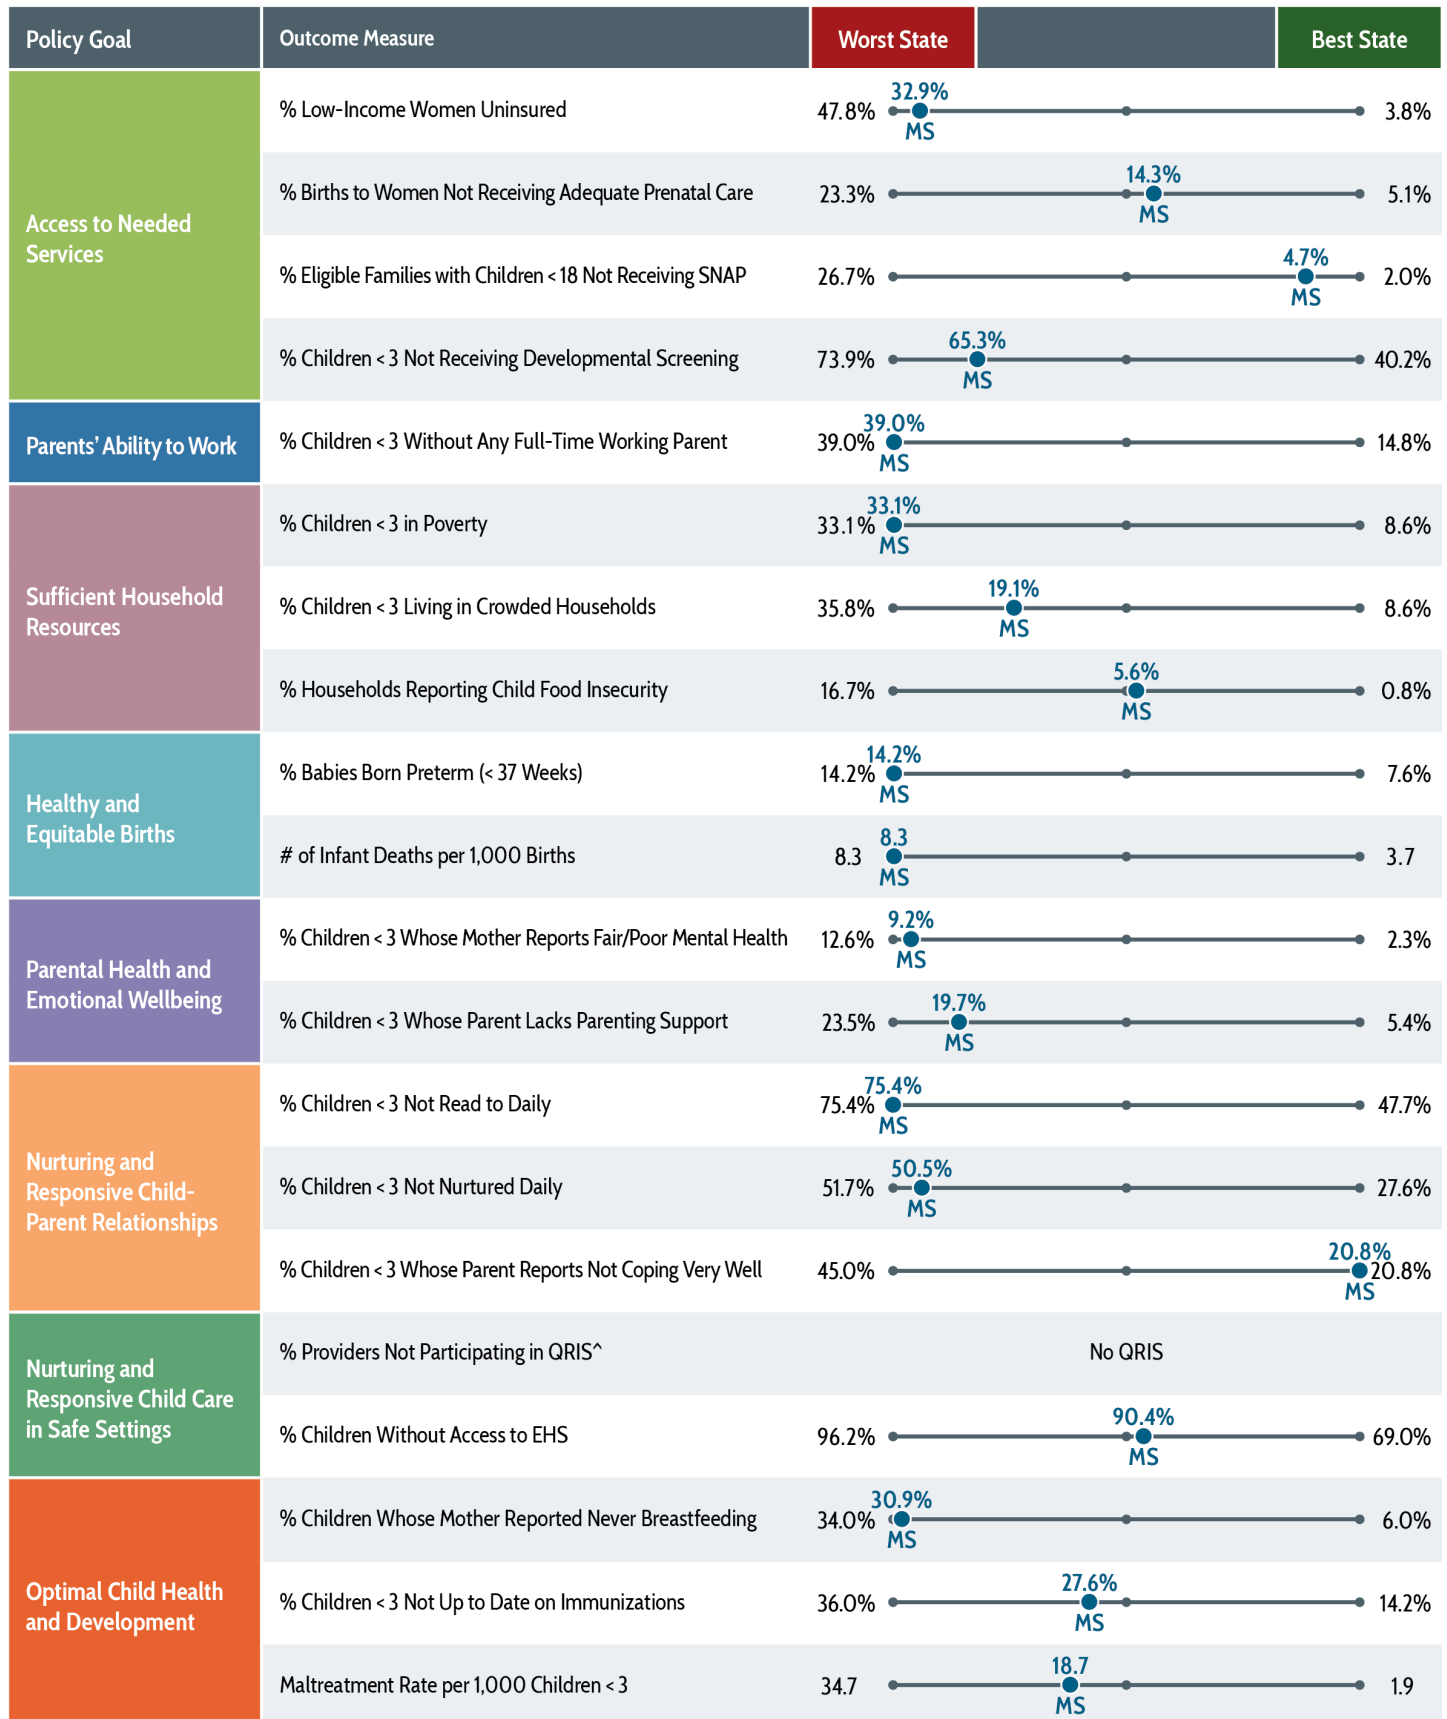 Policy Goal
Outcome Measure
Worst State
Best State
Access to Needed
Services
% Low-Income Women Uninsured
47.8%
32.9%
MS
3.8%
% Births to Women Not Receiving Adequate Prenatal Care
23.3%
14.3%
MS
5.1%
% Eligible Families with Children < 18 Not Receiving SNAP
26.7%
4.7%
MS
2.0%
% Children < 3 Not Receiving Developmental Screening
73.9%
65.3%
MS
40.2%
Parents' Ability to Work
% Children < 3 Without Any Full-Time Working Parent
39.0%
39.0%
MS
14.8%
Sufficient Household
Resources
% Children < 3 in Poverty
33.1%
33.1%
MS
8.6%
% Children < 3 Living in Crowded Households
35.8%
19.1%
MS
8.6%
% Households Reporting Child Food Insecurity
16.7%
5.6%
MS
0.8%
Healthy and
Equitable Births
% Babies Born Preterm (< 37 Weeks)
14.2%
14.2%
MS
7.6%
# of Infant Deaths per 1,000 Births
8.3
8.3
MS
3.7
Parental Health and
Emotional Wellbeing
% Children < 3 Whose Mother Reports Fair/Poor Mental Health
12.6%
9.2%
MS
2.3%
% Children < 3 Whose Parent Lacks Parenting Support
23.5%
19.7%
MS
5.4%
Nurturing and
Responsive Child-
Parent Relationships
% Children < 3 Not Read to Daily
75.4%
75.4%
MS
47.7%
% Children < 3 Not Nurtured Daily
51.7%
50.5%
MS
27.6%
% Children < 3 Whose Parent Reports Not Coping Very Well
45.0%
20.8%
MS
20.8%
Nurturing and
Responsive Child Care
in Safe Settings
% Providers Not Participating in QRIS^
No QRIS
% Children Without Access to EHS
96.2%
90.4%
MS
69.0%
Optimal Child Health
and Development
% Children Whose Mother Reported Never Breastfeeding
34.0%
30.9%
MS
6.0%
% Children < 3 Not Up to Date on Immunizations
36.0%
27.6%
MS
14.2%
Maltreatment Rate per 1,000 Children < 3
34.7
18.7
MS
1.9